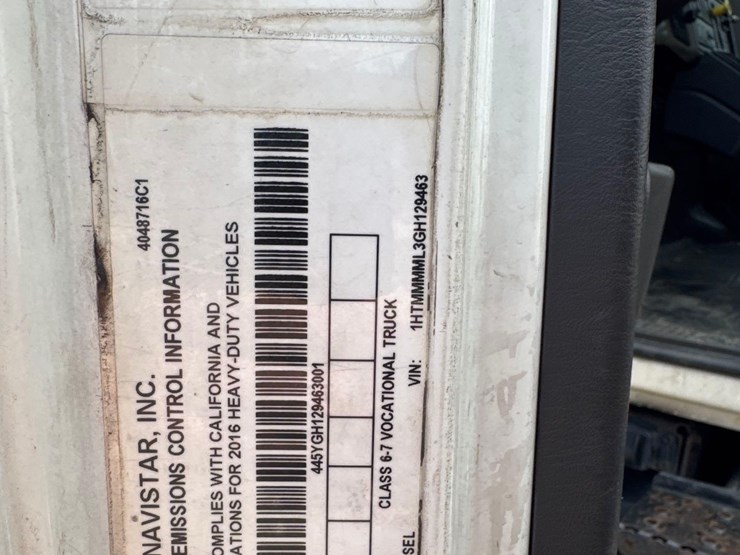 4048716C1
NAVISTAR, INC.
EMISSIONS CONTROL INFORMATION
OMPLIES WITH CALIFORNIA AND
ATIONS FOR 2016 HEAVY-DUTY VEHICLES
445YGH129463001
CLASS 6-7 VOCATIONAL TRUCK
SEL VIN: 1HTMMMML3GH129463